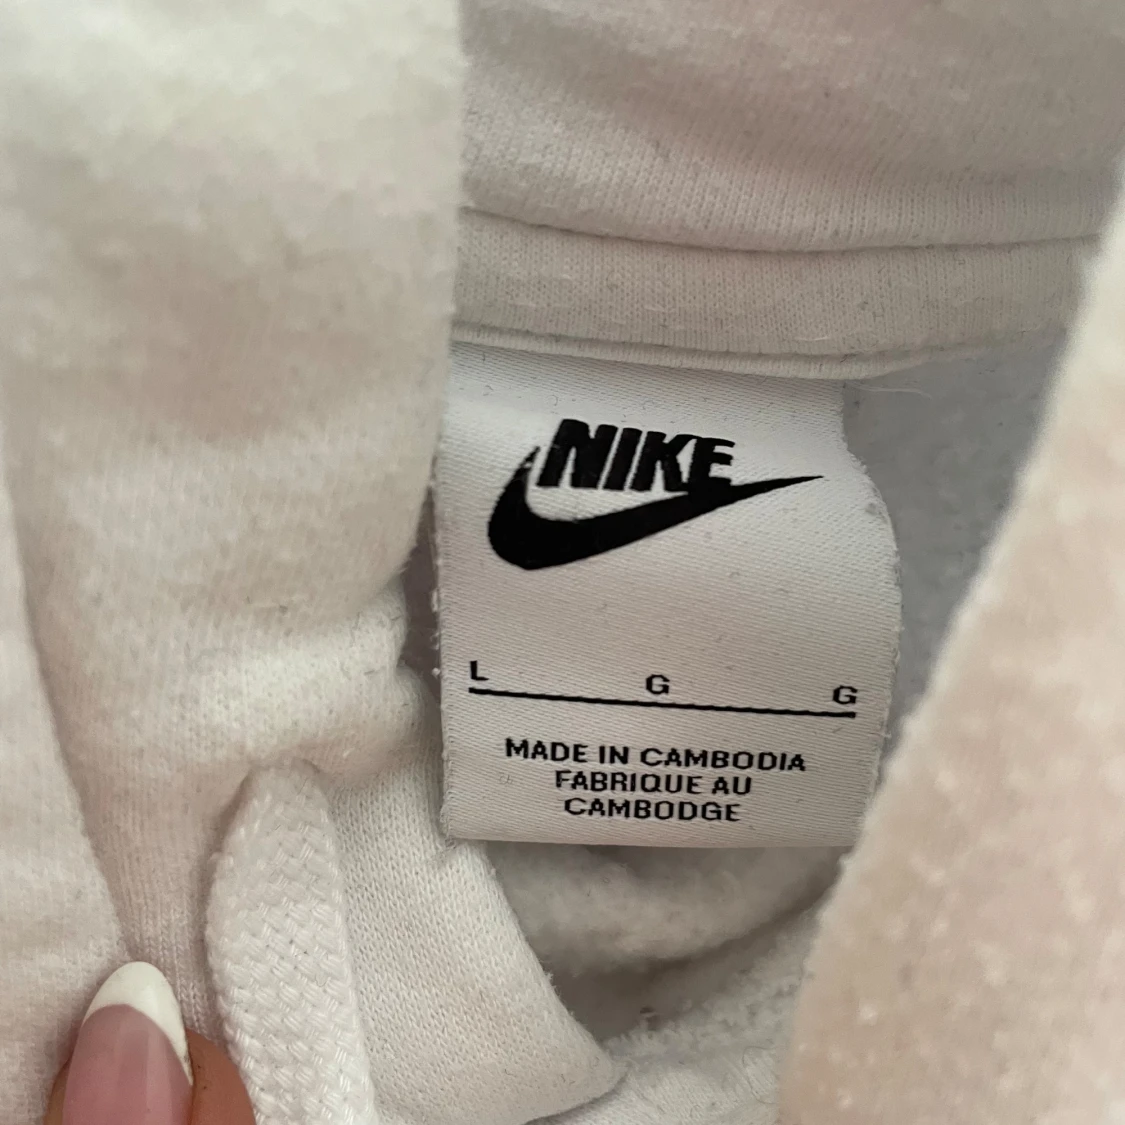 NIKE
L G G
MADE IN CAMBODIA
FABRIQUE AU
CAMBODGE